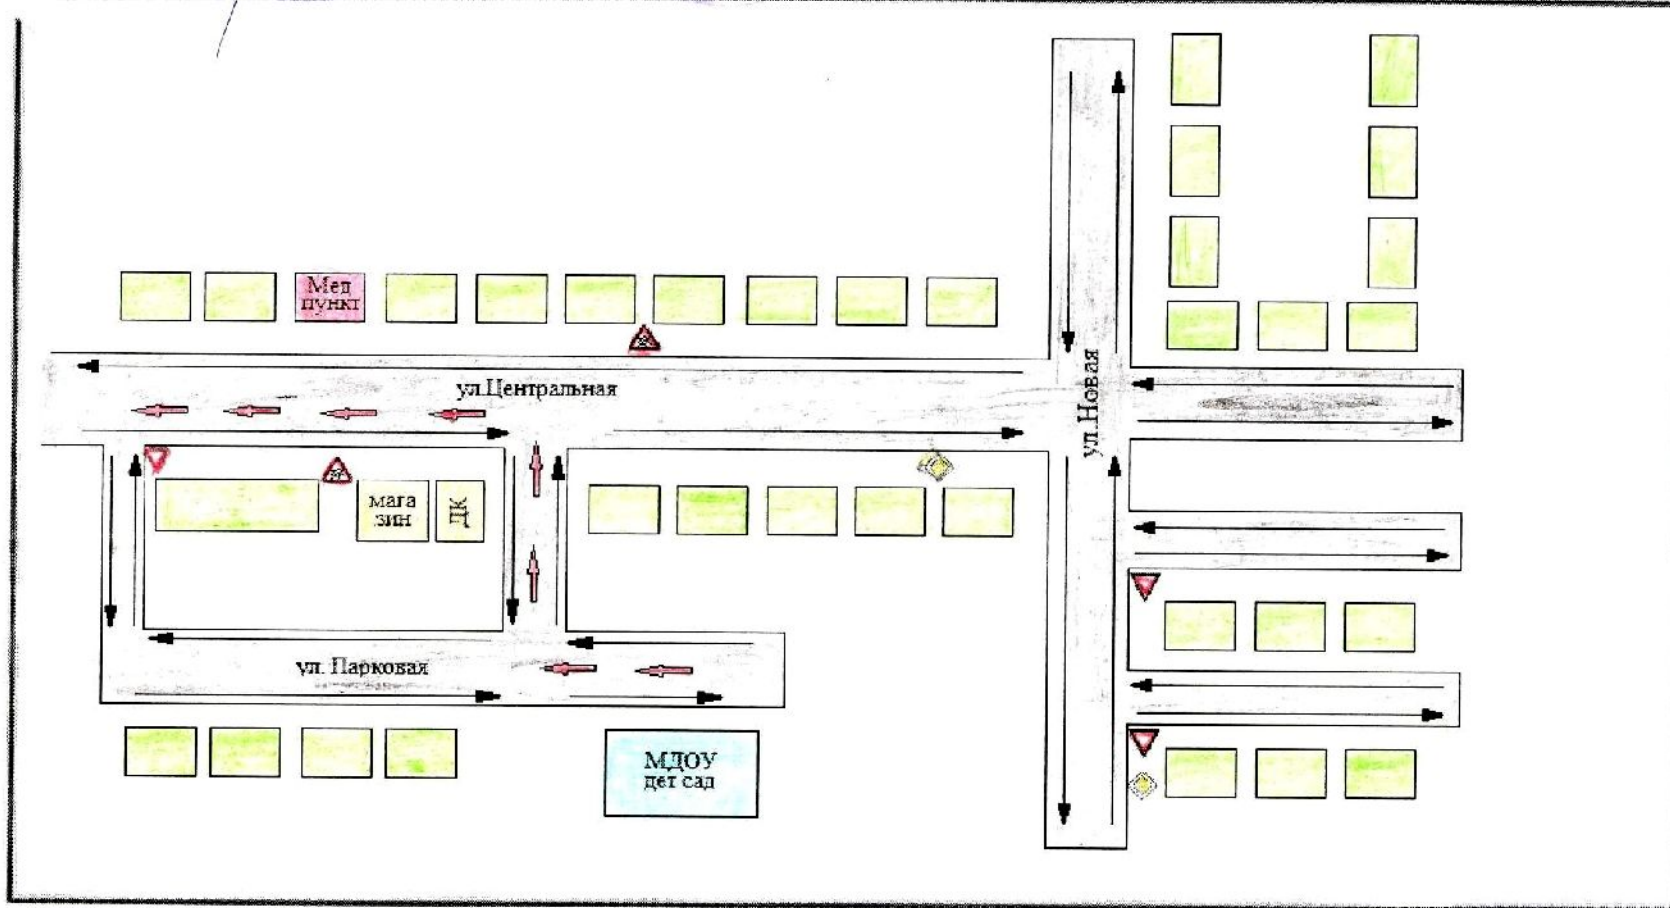 Мед
пункт
ул.Центральная
ул.Новая
мага
зин
ДК
ул. Парковая
МДОУ
дет сад